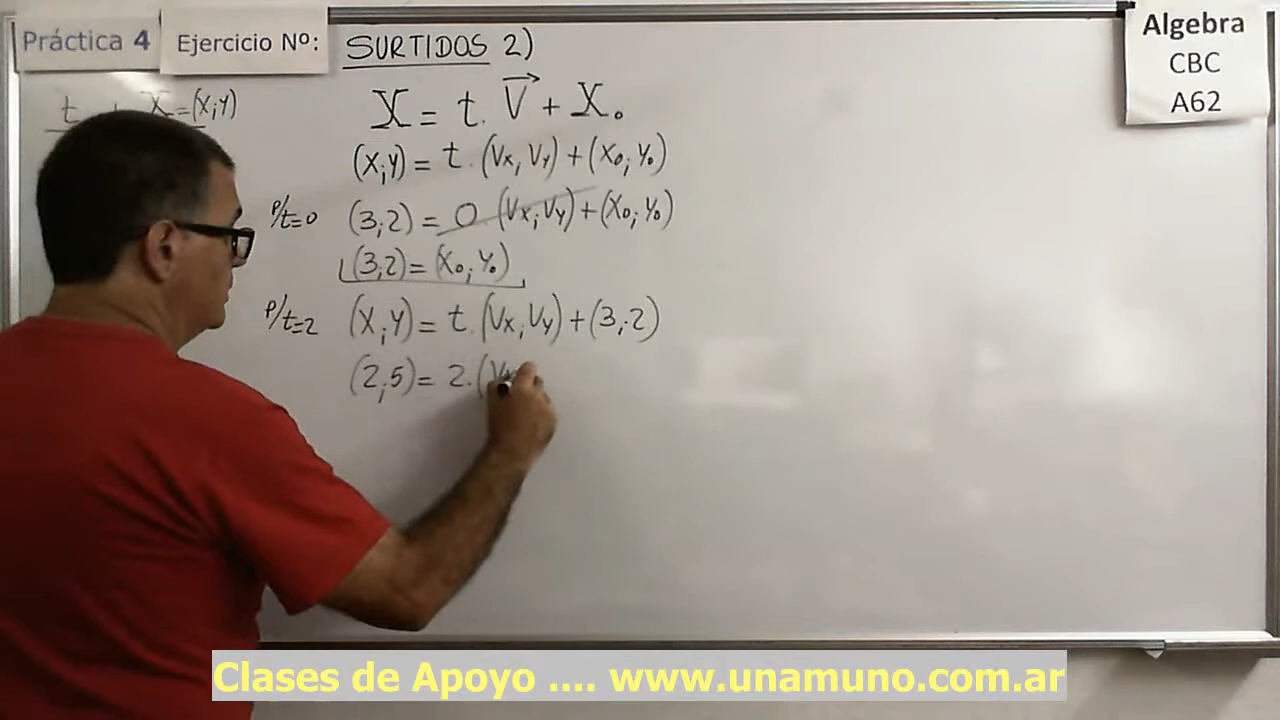 Práctica 4
Ejercicio Nº:
SURTIDOS 2)
Algebra
CBC
A62
t X=(X;Y)
X = t. V + X₀
(X;Y) = t. (Vx, Vy) + (X₀, Y₀)
P/t=0 (3;2) = 0 (Vx;Vy) + (X₀; Y₀)
(3;2) = (X₀, Y₀)
P/t=2 (X;Y) = t. (Vx, Vy) + (3;2)
(2;5) = 2.(V
Clases de Apoyo .... www.unamuno.com.ar